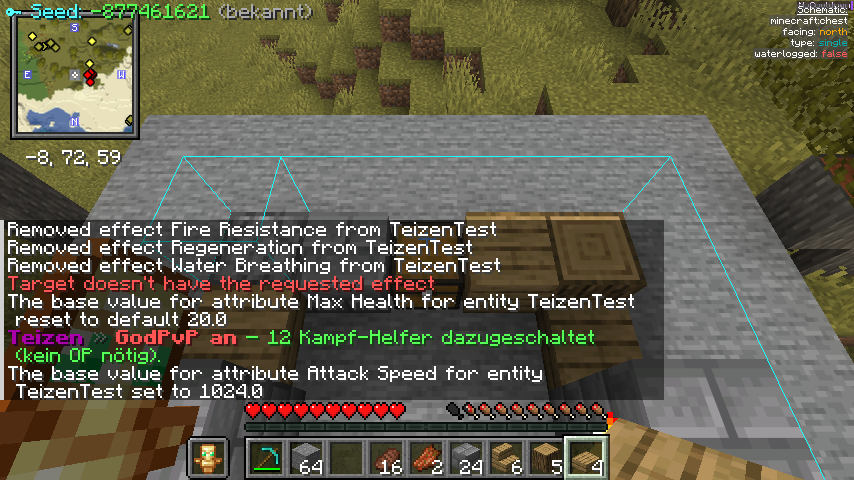 Seed: -877461621 (bekannt)
Schematic:
minecraft:chest
facing: north
type: single
waterlogged: false
S
E
W
N
-8, 72, 59
Removed effect Fire Resistance from TeizenTest
Removed effect Regeneration from TeizenTest
Removed effect Water Breathing from TeizenTest
Target doesn't have the requested effect
The base value for attribute Max Health for entity TeizenTest
reset to default 20.0
Teizen » GodPvP an – 12 Kampf-Helfer dazugeschaltet
(kein OP nötig).
The base value for attribute Attack Speed for entity
TeizenTest set to 1024.0
64
16
2
24
6
5
4